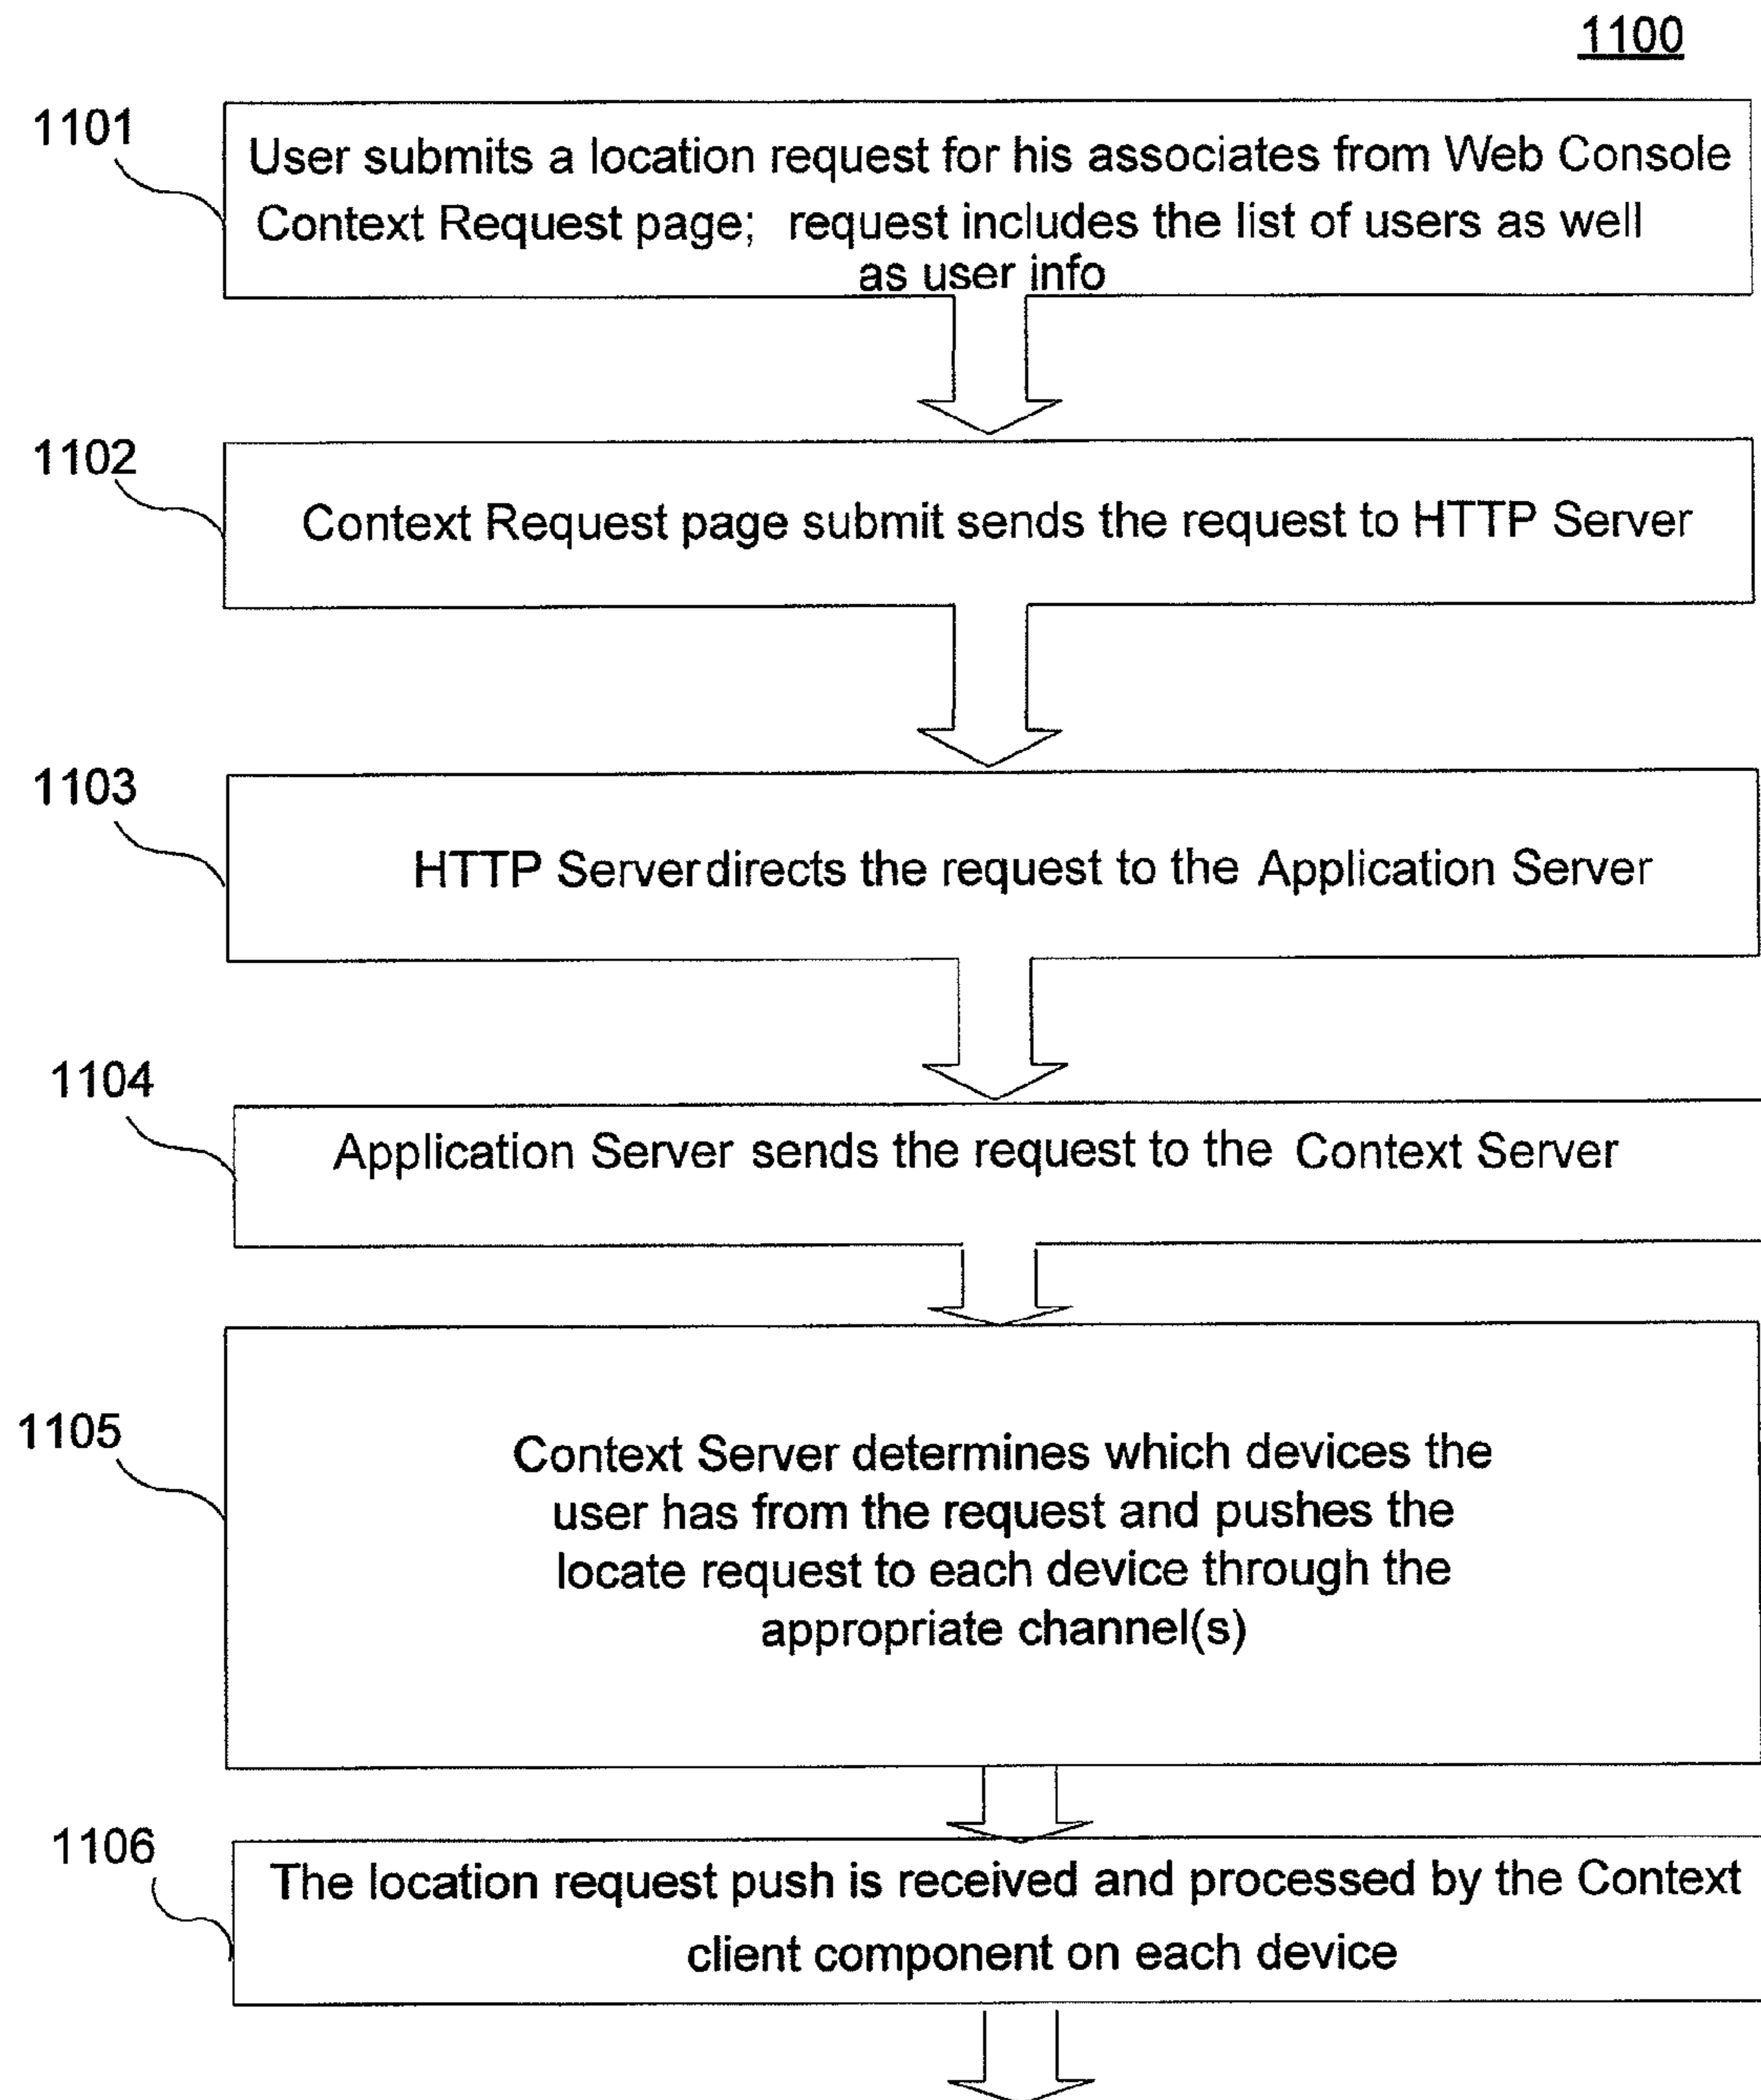 1100
1101
User submits a location request for his associates from Web Console
Context Request page; request includes the list of users as well
as user info
1102
Context Request page submit sends the request to HTTP Server
1103
HTTP Server directs the request to the Application Server
1104
Application Server sends the request to the Context Server
1105
Context Server determines which devices the
user has from the request and pushes the
locate request to each device through the
appropriate channel(s)
1106
The location request push is received and processed by the Context
client component on each device